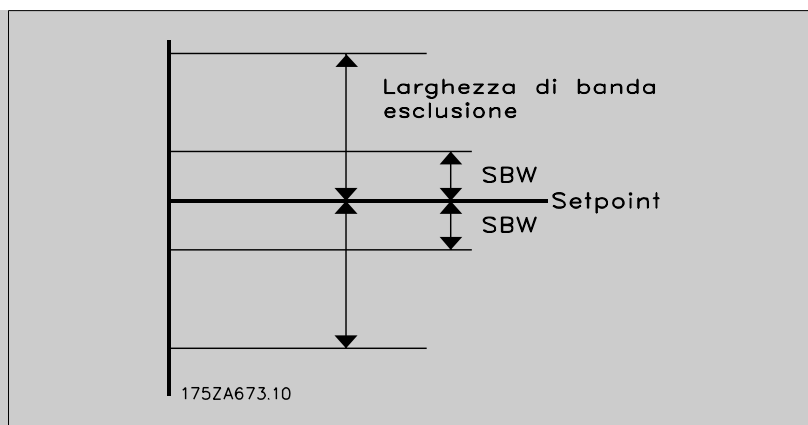 Larghezza di banda
esclusione
SBW
Setpoint
SBW
175ZA673.10